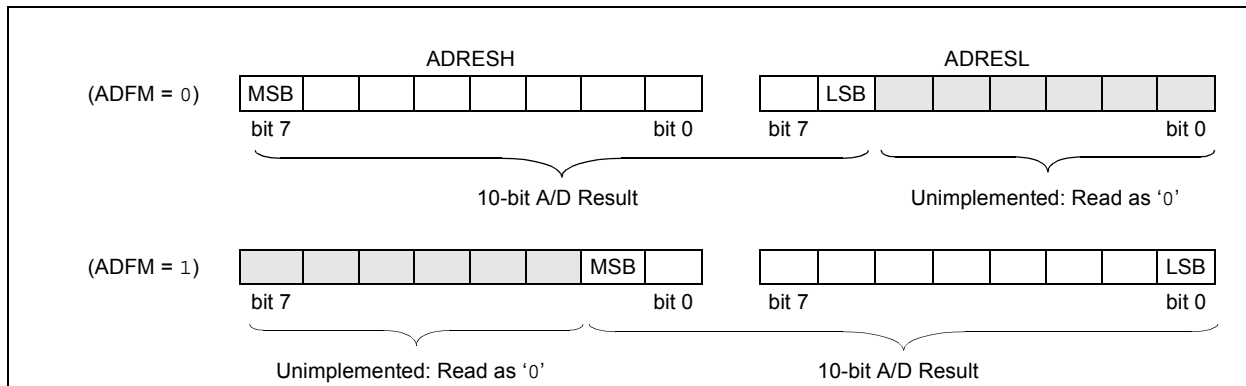 ADRESH ADRESL
(ADFM = 0) MSB LSB
bit 7 bit 0 bit 7 bit 0
10-bit A/D Result Unimplemented: Read as ‘0’
(ADFM = 1) MSB LSB
bit 7 bit 0 bit 7 bit 0
Unimplemented: Read as ‘0’ 10-bit A/D Result